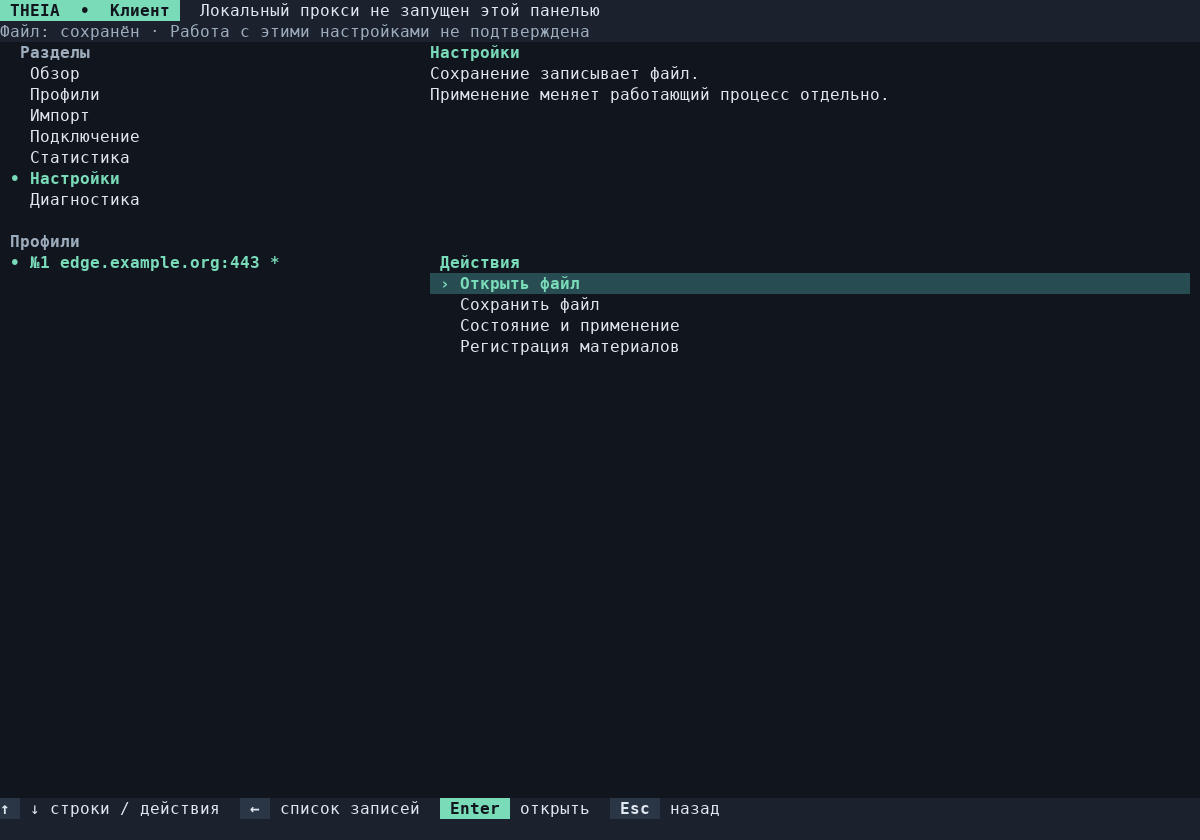 THEIA • Клиент Локальный прокси не запущен этой панелью
Файл: сохранён · Работа с этими настройками не подтверждена
Разделы
Обзор
Профили
Импорт
Подключение
Статистика
• Настройки
Диагностика
Профили
• №1 edge.example.org:443 *
Настройки
Сохранение записывает файл.
Применение меняет работающий процесс отдельно.
Действия
› Открыть файл
Сохранить файл
Состояние и применение
Регистрация материалов
↑ ↓ строки / действия ← список записей Enter открыть Esc назад